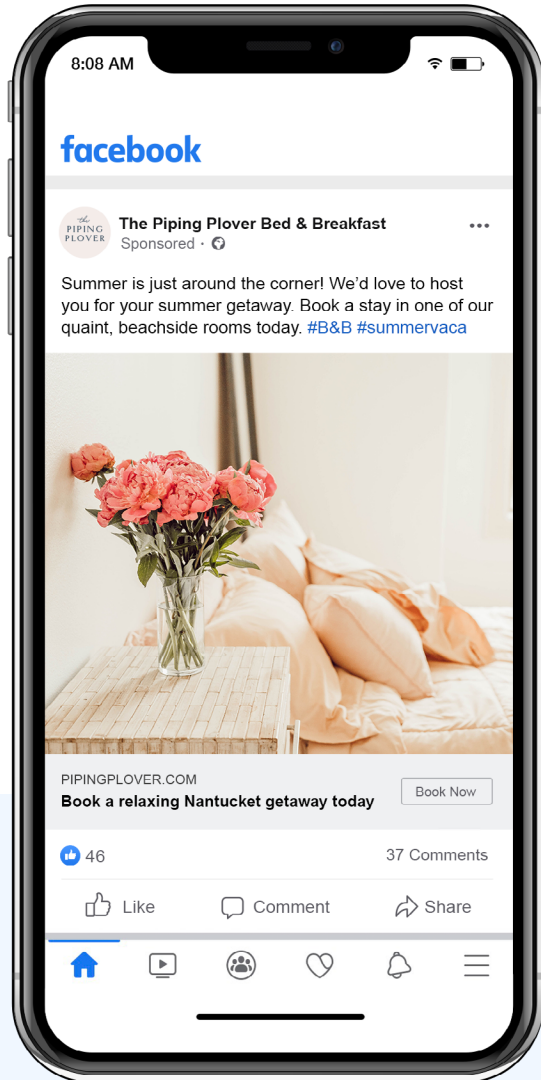 8:08 AM
facebook
the
PIPING
PLOVER
The Piping Plover Bed & Breakfast
Sponsored ·
Summer is just around the corner! We’d love to host
you for your summer getaway. Book a stay in one of our
quaint, beachside rooms today. #B&B #summervaca
PIPINGPLOVER.COM
Book a relaxing Nantucket getaway today
Book Now
46
37 Comments
Like
Comment
Share